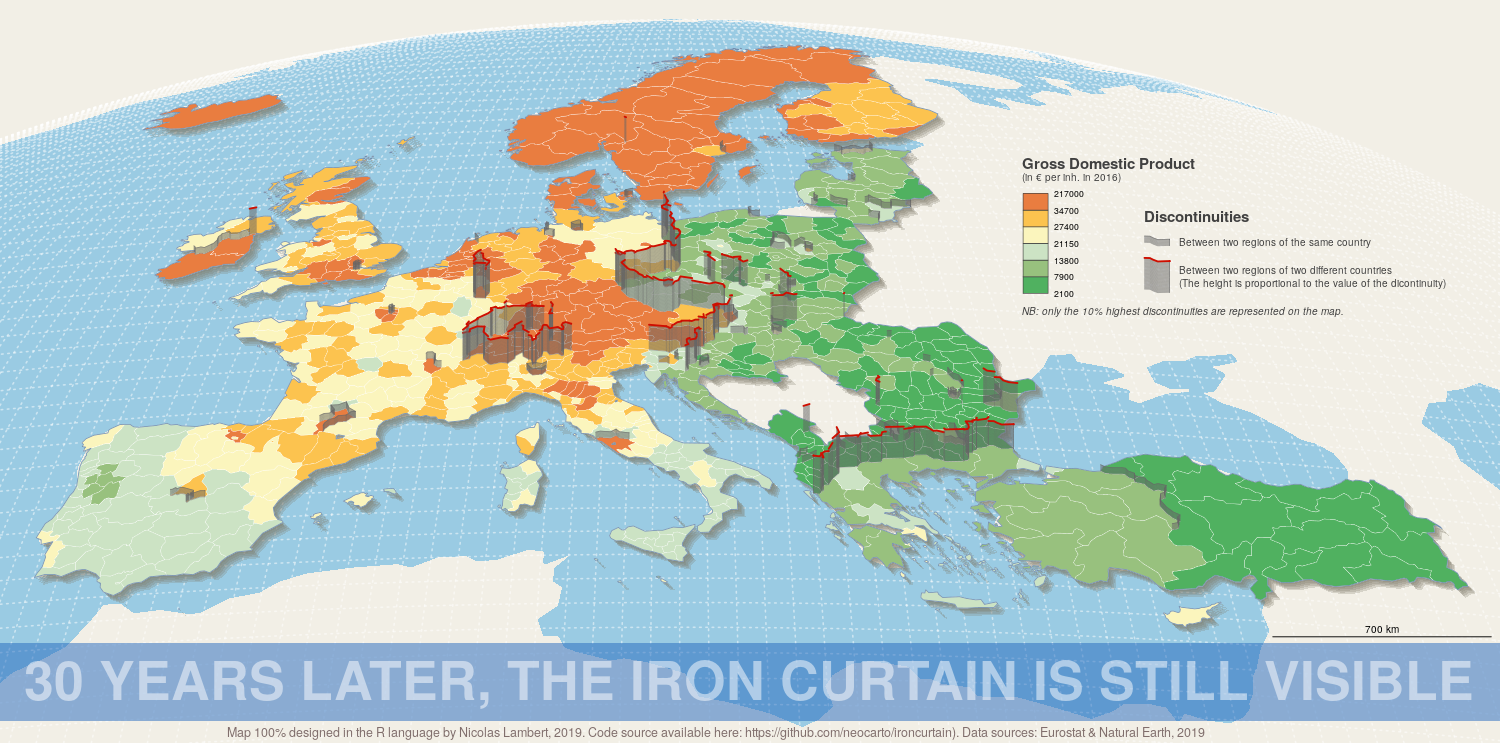 Gross Domestic Product
(in € per inh. in 2016)
217000
34700
27400
21150
13800
7900
2100
Discontinuities
Between two regions of the same country
Between two regions of two different countries
(The height is proportional to the value of the dicontinuity)
NB: only the 10% highest discontinuities are represented on the map.
700 km
30 YEARS LATER, THE IRON CURTAIN IS STILL VISIBLE
Map 100% designed in the R language by Nicolas Lambert, 2019. Code source available here: https://github.com/neocarto/ironcurtain). Data sources: Eurostat & Natural Earth, 2019